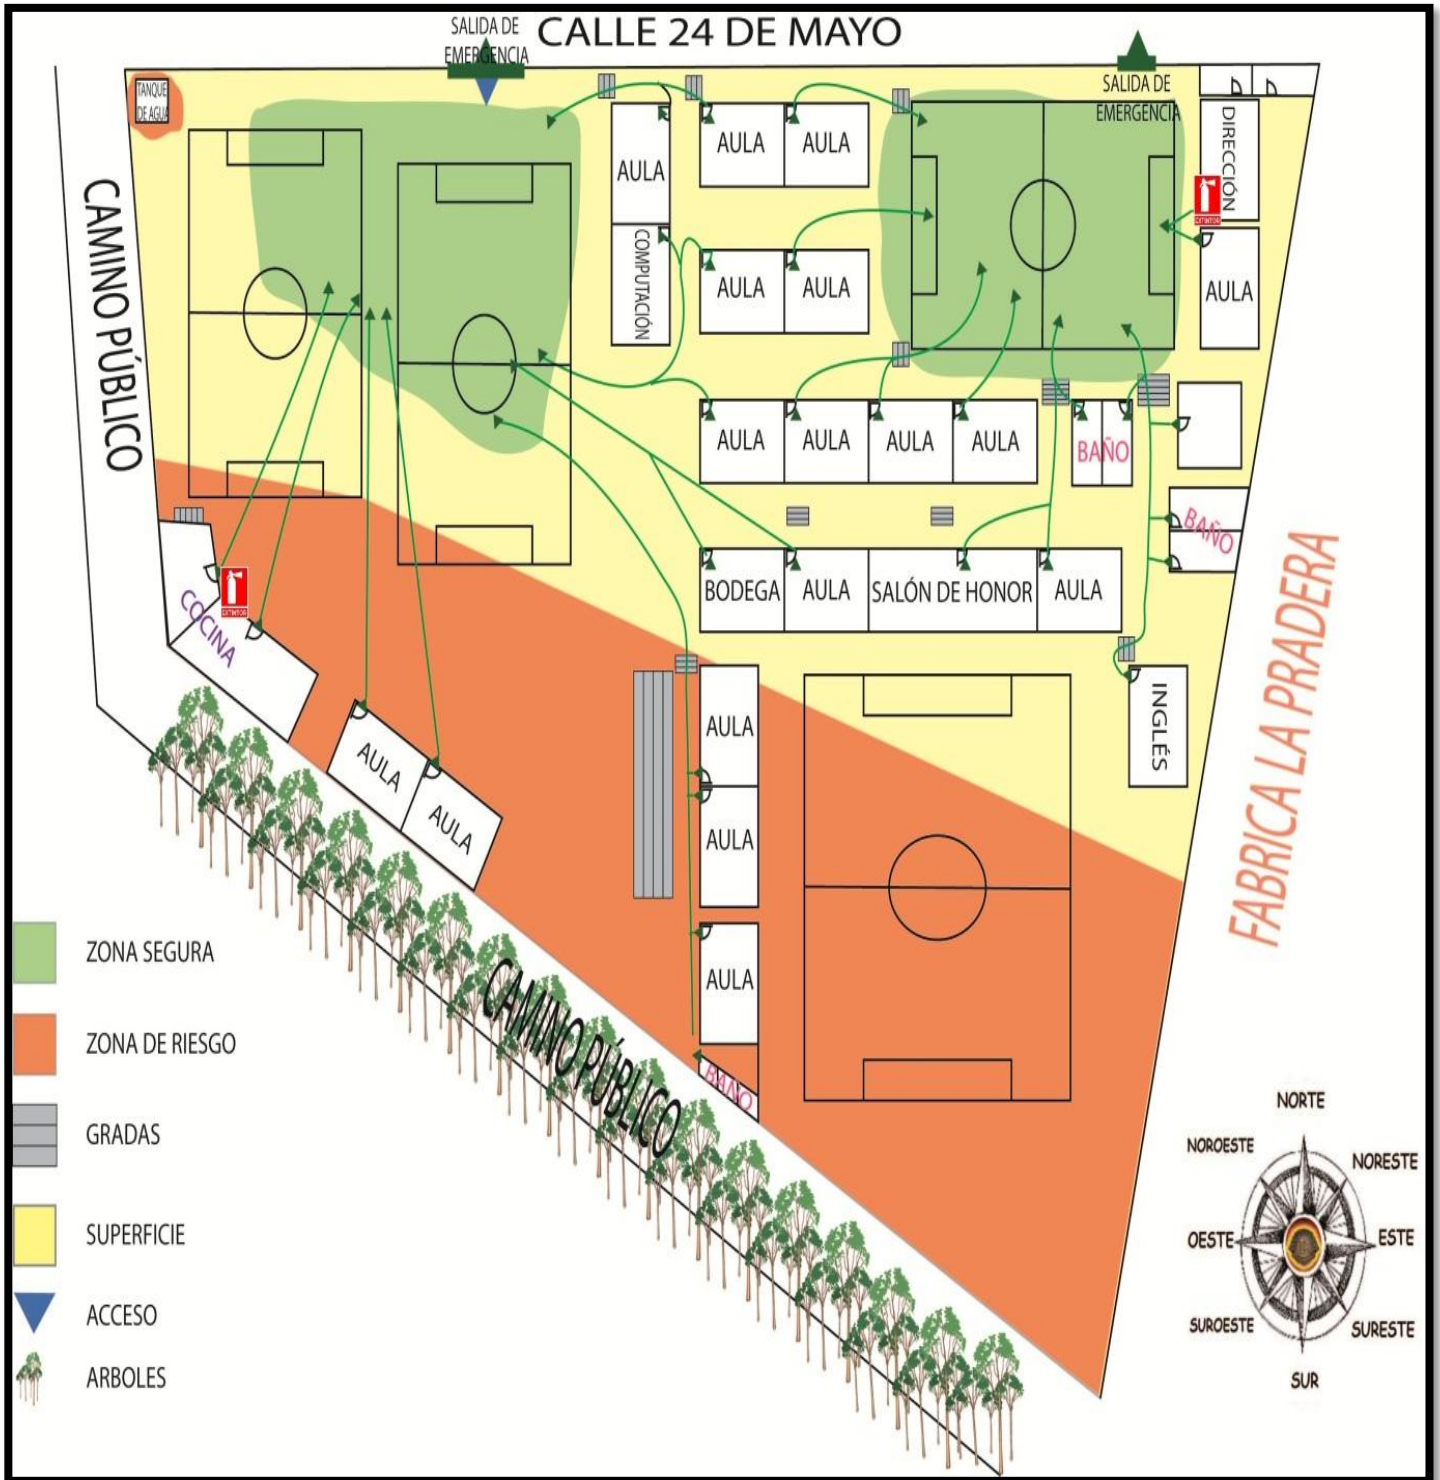 CALLE 24 DE MAYO
SALIDA DE
EMERGENCIA
SALIDA DE
EMERGENCIA
TANQUE
DE AGUA
CAMINO PÚBLICO
AULA
COMPUTACIÓN
AULA
AULA
AULA
AULA
DIRECCIÓN
EXTINTOR
AULA
AULA
AULA
AULA
AULA
BAÑO
BAÑO
BODEGA
AULA
SALÓN DE HONOR
AULA
INGLÉS
FABRICA LA PRADERA
EXTINTOR
COCINA
AULA
AULA
AULA
AULA
AULA
BAÑO
CAMINO PÚBLICO
ZONA SEGURA
ZONA DE RIESGO
GRADAS
SUPERFICIE
ACCESO
ARBOLES
NORTE
NOROESTE
NORESTE
OESTE
ESTE
SUROESTE
SURESTE
SUR